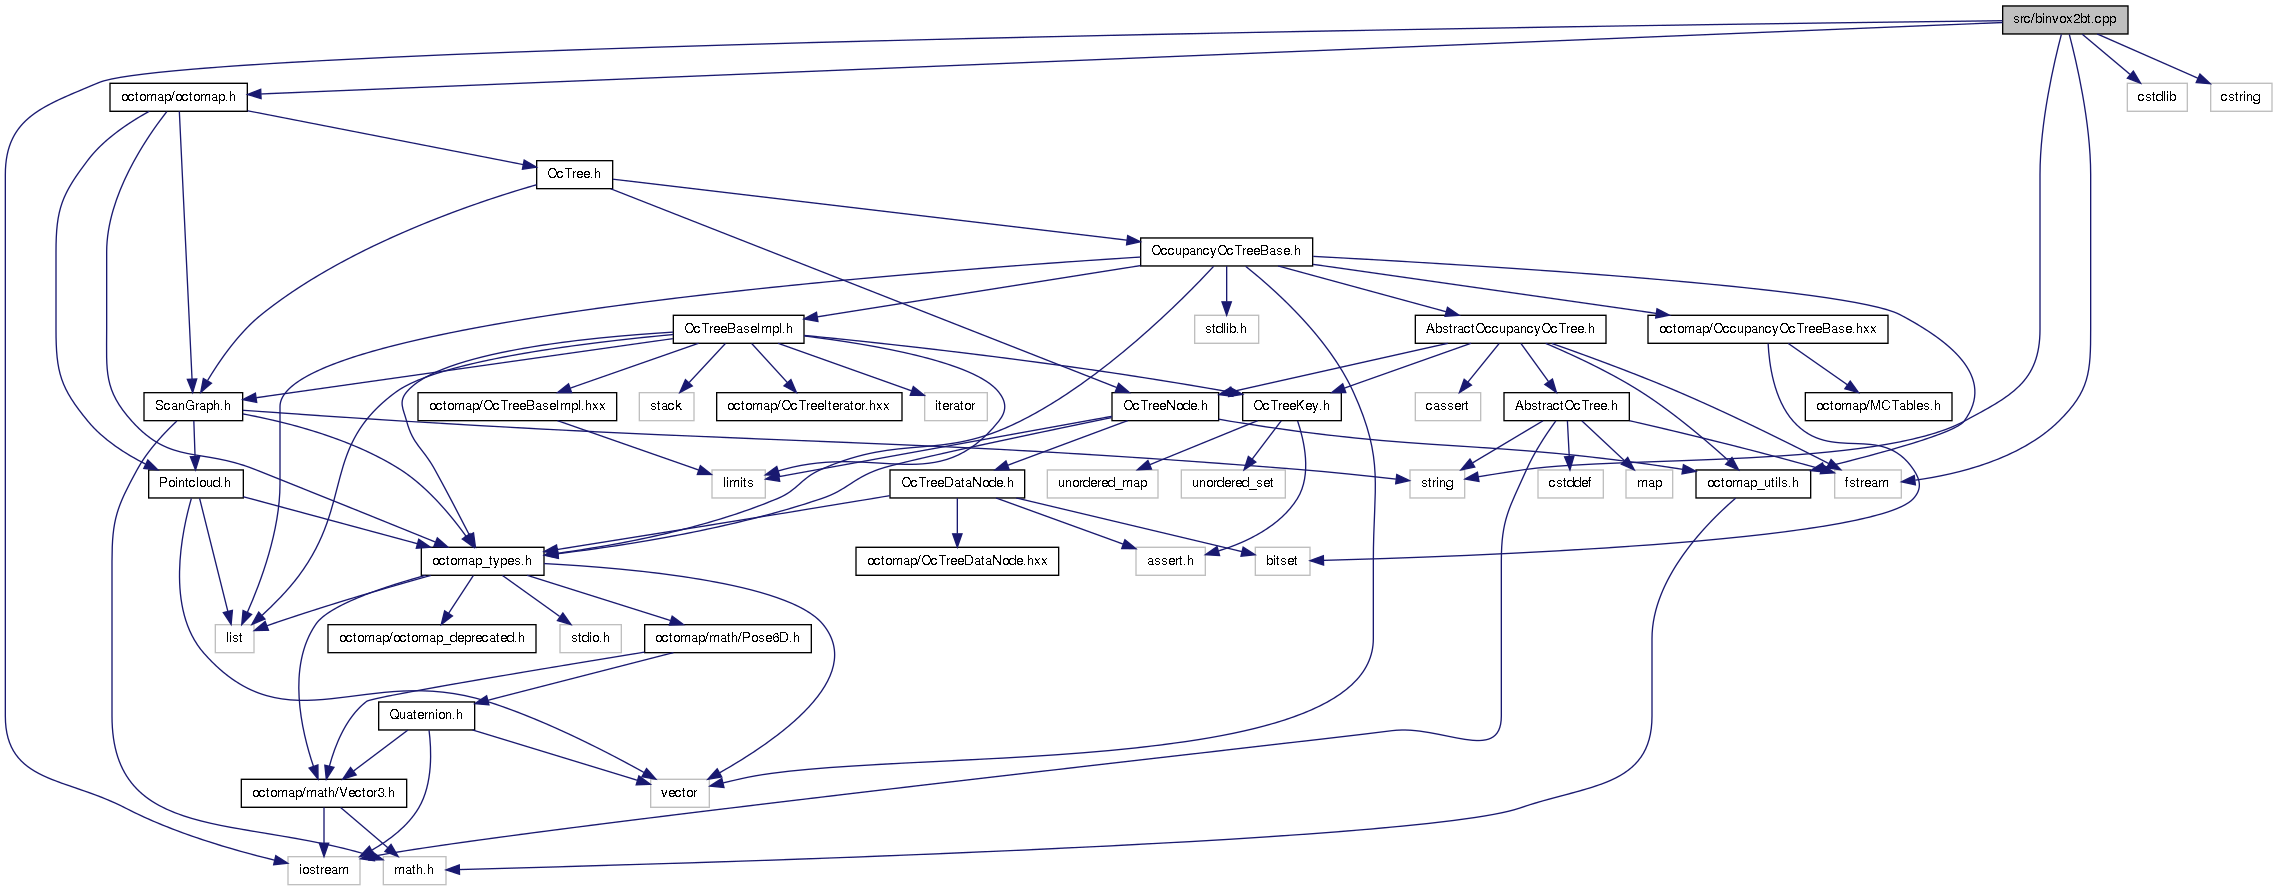 src/binvox2bt.cpp
octomap/octomap.h
cstdlib
cstring
OcTree.h
OccupancyOcTreeBase.h
OcTreeBaseImpl.h
stdlib.h
AbstractOccupancyOcTree.h
octomap/OccupancyOcTreeBase.hxx
ScanGraph.h
octomap/OcTreeBaseImpl.hxx
stack
octomap/OcTreeIterator.hxx
iterator
OcTreeNode.h
OcTreeKey.h
cassert
AbstractOcTree.h
octomap/MCTables.h
Pointcloud.h
limits
OcTreeDataNode.h
unordered_map
unordered_set
string
cstddef
map
octomap_utils.h
fstream
octomap_types.h
octomap/OcTreeDataNode.hxx
assert.h
bitset
list
octomap/octomap_deprecated.h
stdio.h
octomap/math/Pose6D.h
Quaternion.h
octomap/math/Vector3.h
vector
iostream
math.h